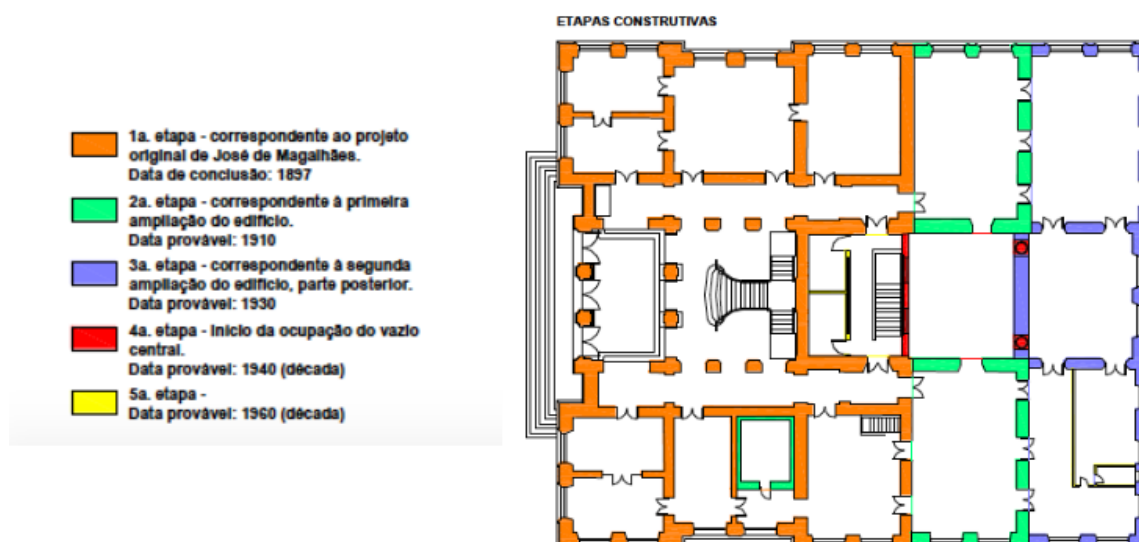 ETAPAS CONSTRUTIVAS
1a. etapa - correspondente ao projeto
original de José de Magalhães.
Data de conclusão: 1897
2a. etapa - correspondente à primeira
ampliação do edifício.
Data provável: 1910
3a. etapa - correspondente à segunda
ampliação do edifício, parte posterior.
Data provável: 1930
4a. etapa - Início da ocupação do vazio
central.
Data provável: 1940 (década)
5a. etapa -
Data provável: 1960 (década)